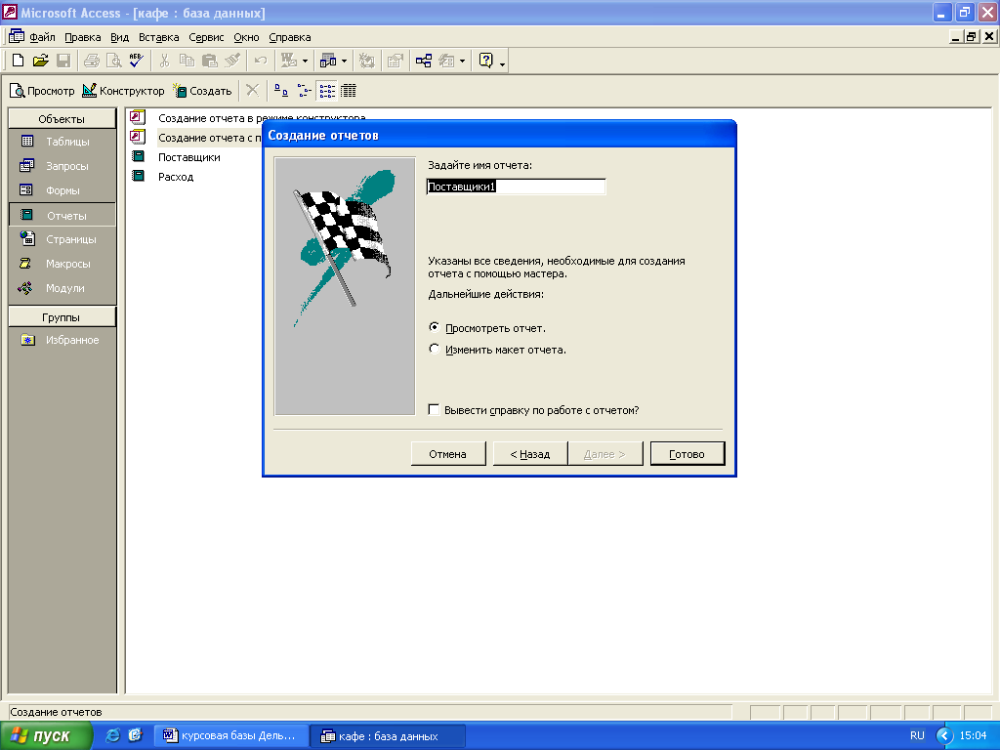 Microsoft Access - [кафе : база данных]
Файл Правка Вид Вставка Сервис Окно Справка
Просмотр Конструктор Создать
Объекты
Таблицы
Запросы
Формы
Отчеты
Страницы
Макросы
Модули
Группы
Избранное
Создание отчета в режиме конструктора
Создание отчета с п
Поставщики
Расход
Создание отчетов
Задайте имя отчета:
Поставщики1
Указаны все сведения, необходимые для создания
отчета с помощью мастера.
Дальнейшие действия:
Просмотреть отчет.
Изменить макет отчета.
Вывести справку по работе с отчетом?
Отмена < Назад Далее > Готово
Создание отчетов
пуск курсовая базы Дель... кафе : база данных RU 15:04